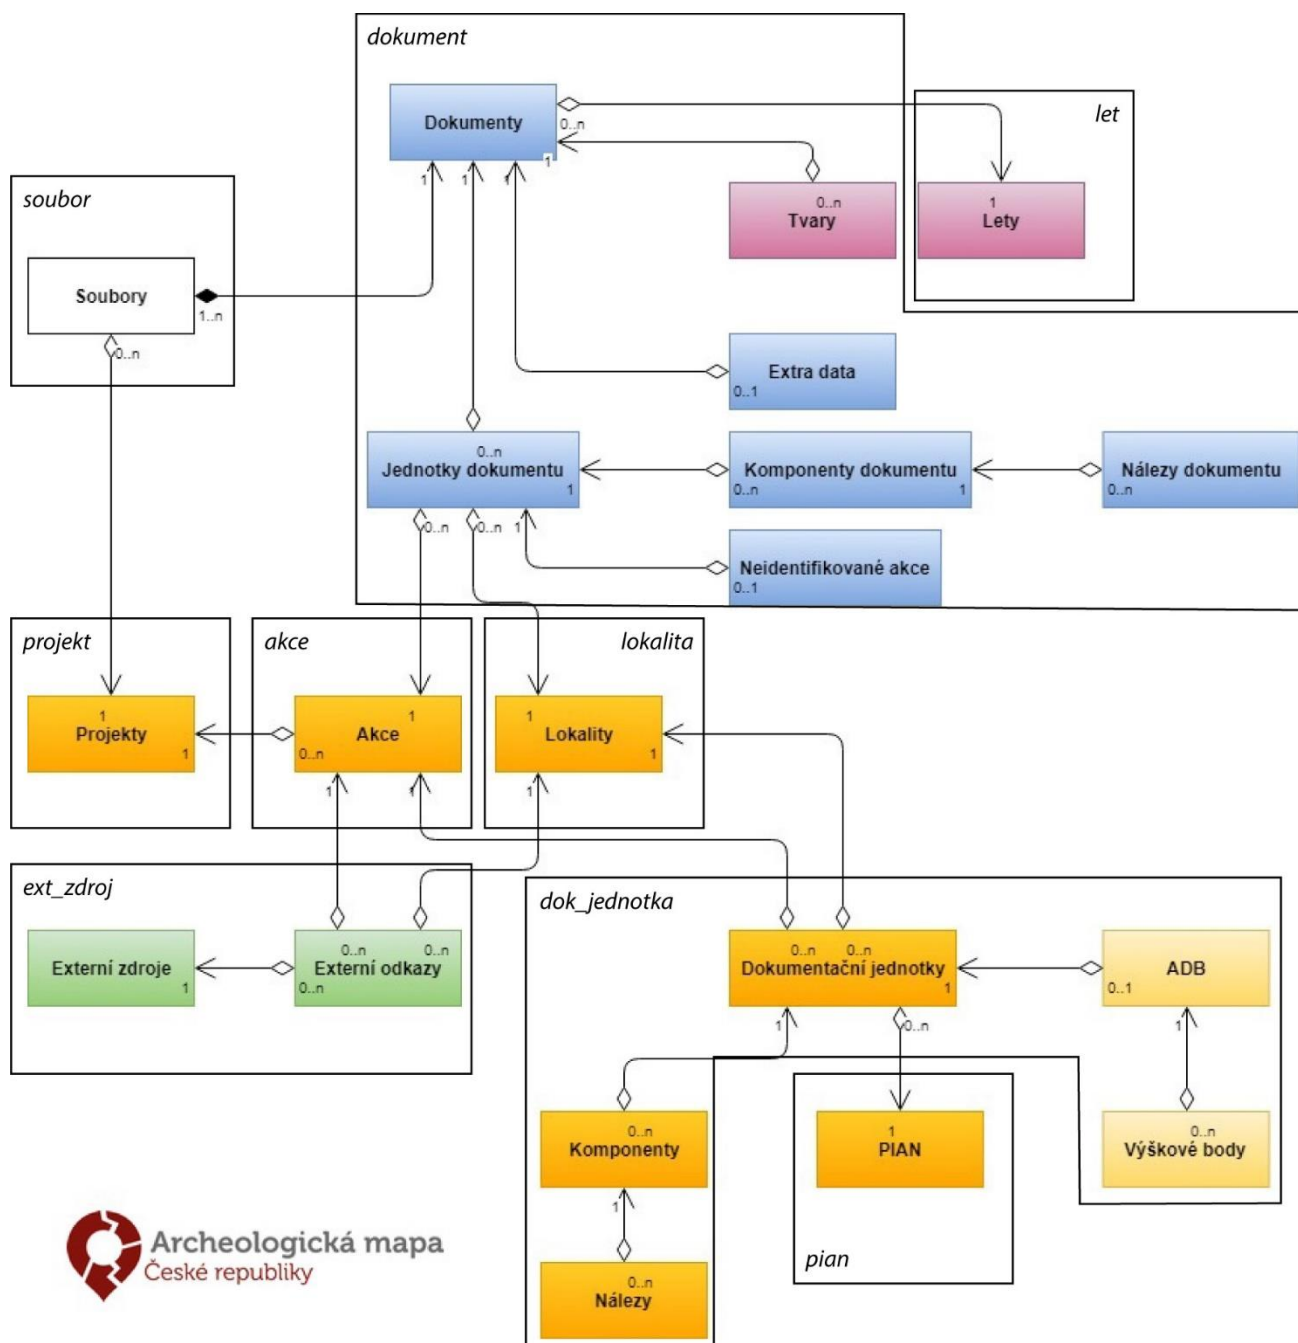 dokument
Dokumenty
0..n
1
1
1
1
let
0..n
Tvary
1
Lety
soubor
Soubory
1..n
0..n
Extra data
0..1
0..n
Jednotky dokumentu
1
0..n
0..n
1
Komponenty dokumentu
0..n
1
Nálezy dokumentu
0..n
Neidentifikované akce
0..1
projekt
1
Projekty
1
akce
1
Akce
0..n
1
1
lokalita
1
Lokality
1
1
ext_zdroj
Externí zdroje
1
0..n
0..n
Externí odkazy
0..n
dok_jednotka
0..n
0..n
Dokumentační jednotky
1
1
0..n
ADB
0..1
1
0..n
Komponenty
1
1
PIAN
pian
0..n
Výškové body
0..n
Nálezy
Archeologická mapa
České republiky